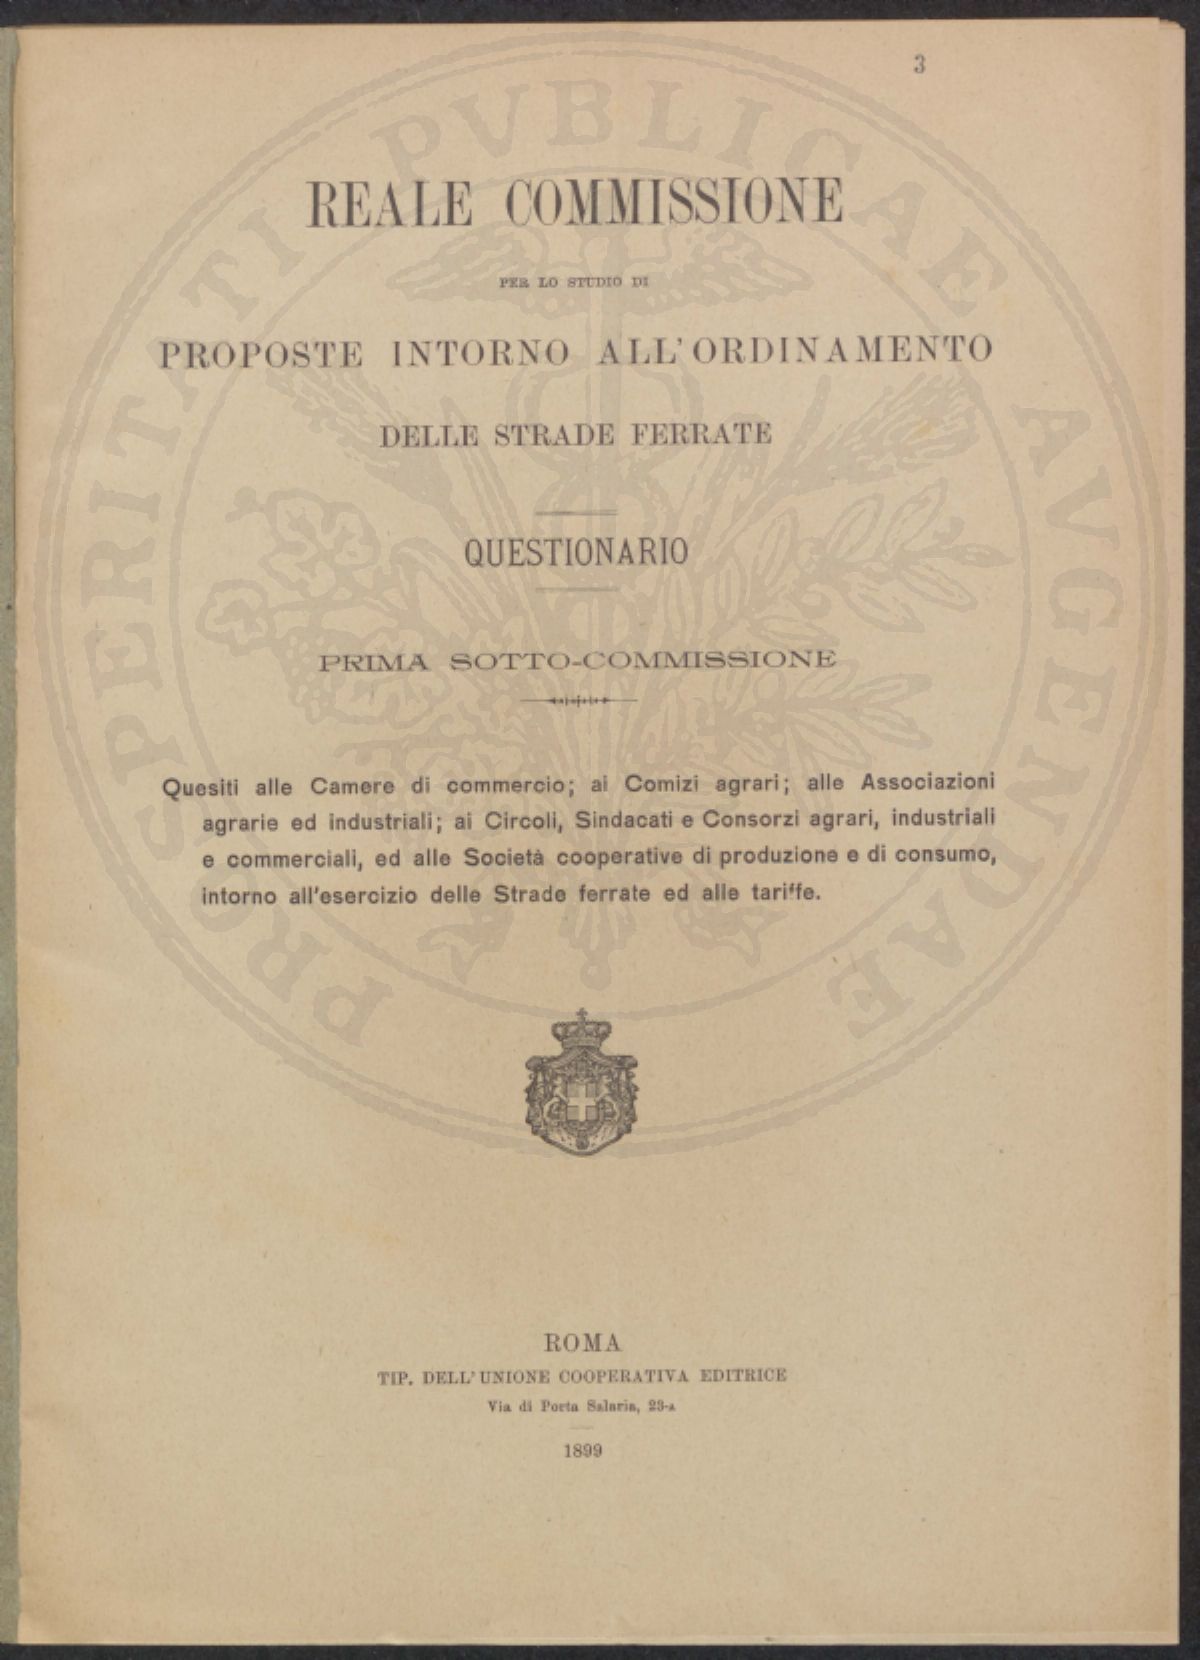 3
REALE COMMISSIONE
PER LO STUDIO DI
PROPOSTE INTORNO ALL'ORDINAMENTO
DELLE STRADE FERRATE
QUESTIONARIO
PRIMA SOTTO-COMMISSIONE
Quesiti alle Camere di commercio; ai Comizi agrari; alle Associazioni
agrarie ed industriali; ai Circoli, Sindacati e Consorzi agrari, industriali
e commerciali, ed alle Società cooperative di produzione e di consumo,
intorno all'esercizio delle Strade ferrate ed alle tariffe.
ROMA
TIP. DELL'UNIONE COOPERATIVA EDITRICE
Via di Porta Salaria, 23-A
1899
PROSPERITATI PVBLICAE AVGENDAE